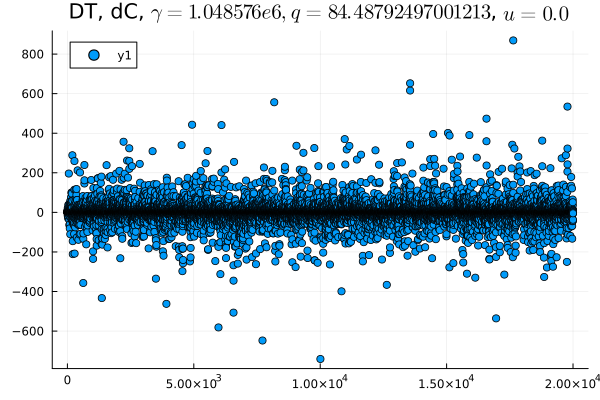 DT, dC, γ = 1.048576e6, q = 84.48792497001213, u = 0.0
y1
800
600
400
200
0
−200
−400
−600
0 5.00×10³ 1.00×10⁴ 1.50×10⁴ 2.00×10⁴